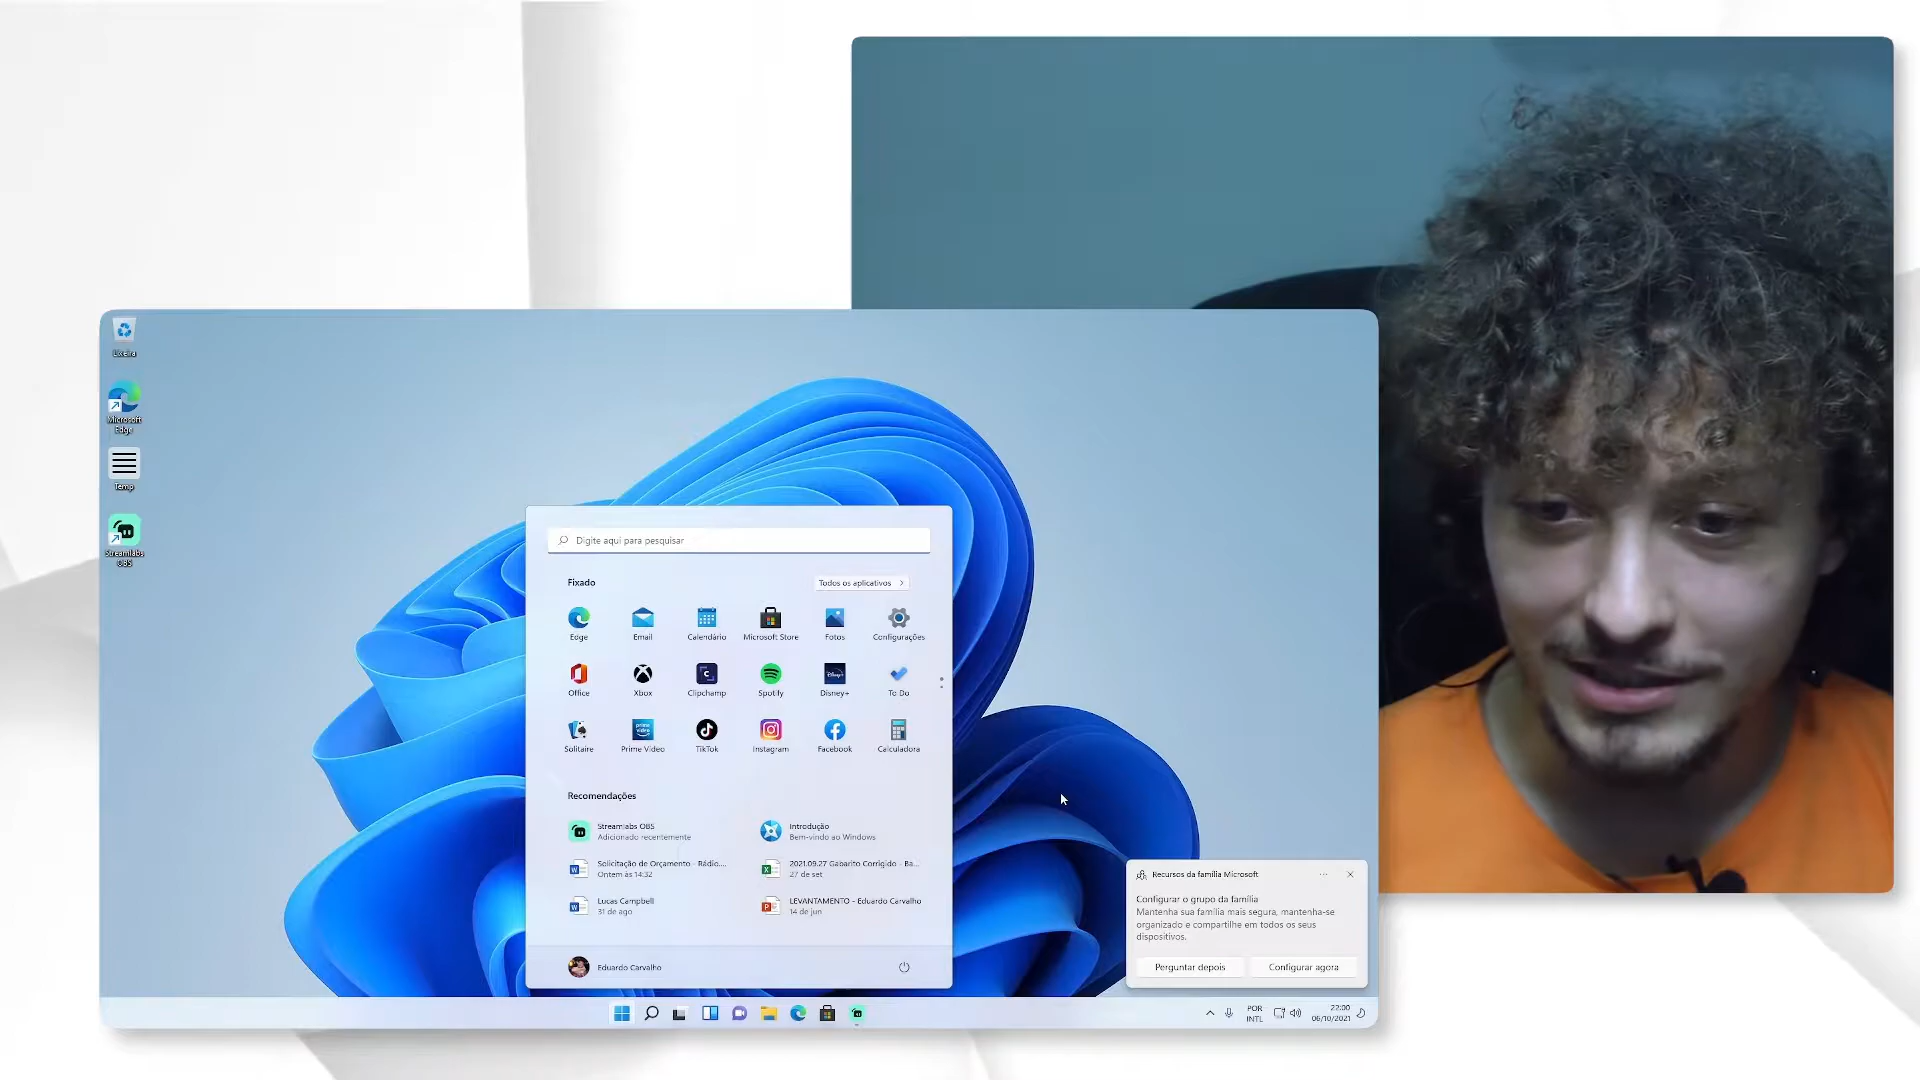 Lixeira
Microsoft
Edge
Temp
Streamlabs
OBS
Digite aqui para pesquisar
Fixado
Todos os aplicativos
Edge
Email
Calendário
Microsoft Store
Fotos
Configurações
Office
Xbox
Clipchamp
Spotify
Disney+
To Do
Solitaire
prime video
Prime Video
TikTok
Instagram
Facebook
Calculadora
Recomendações
Streamlabs OBS
Adicionado recentemente
Introdução
Bem-vindo ao Windows
Solicitação de Orçamento - Rádio....
Ontem às 14:32
2021.09.27 Gabarito Corrigido - Ba...
27 de set
Lucas Campbell
31 de ago
LEVANTAMENTO - Eduardo Carvalho
14 de jun
Eduardo Carvalho
Recursos da família Microsoft
Configurar o grupo da família
Mantenha sua família mais segura, mantenha-se
organizado e compartilhe em todos os seus
dispositivos.
Perguntar depois
Configurar agora
POR
INTL
22:00
06/10/2021